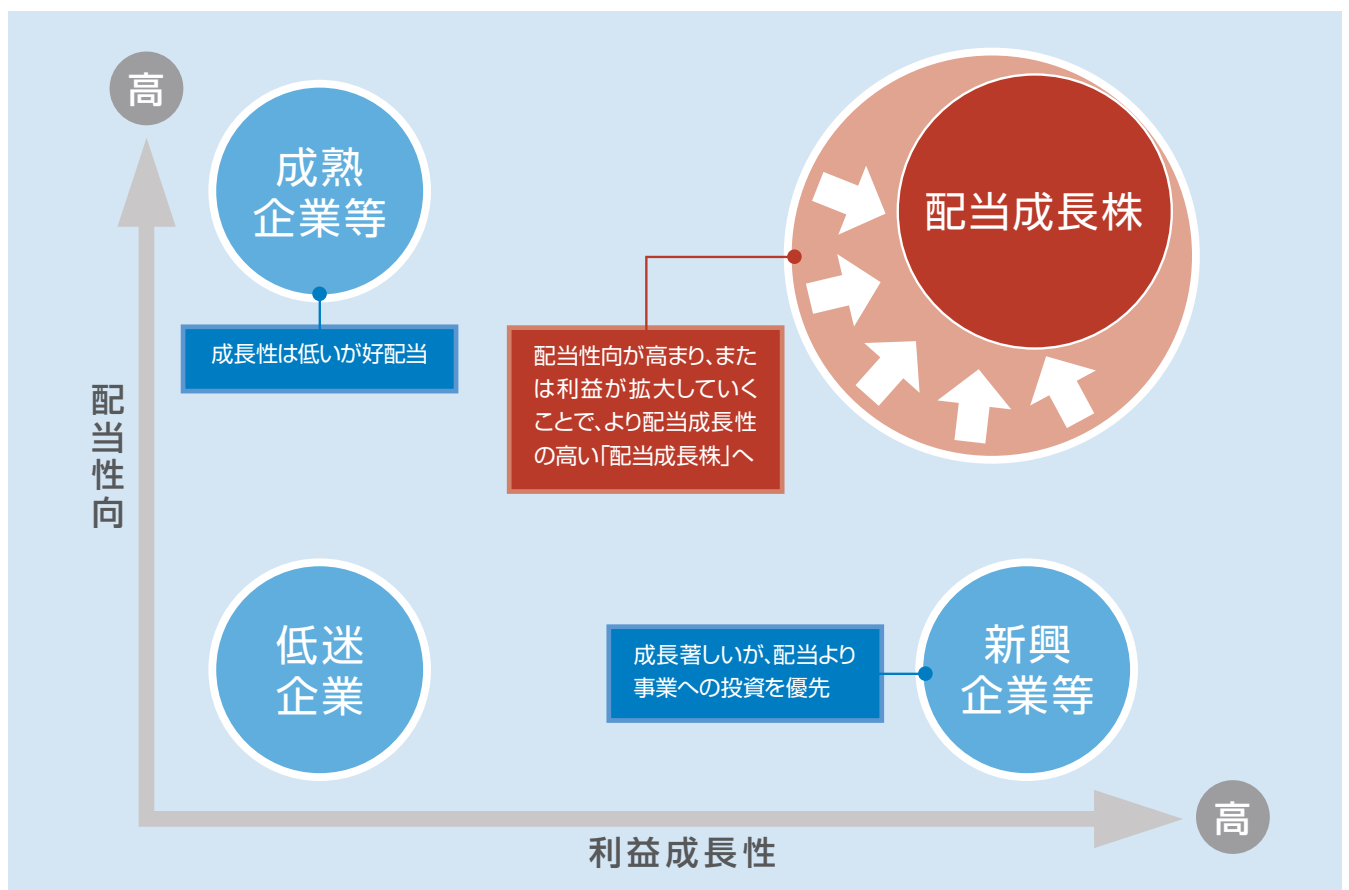 高
成熟
企業等
成長性は低いが好配当
配当成長株
配当性向が高まり、また
は利益が拡大していく
ことで、より配当成長性
の高い「配当成長株」へ
配当性向
低迷
企業
成長著しいが、配当より
事業への投資を優先
新興
企業等
利益成長性
高